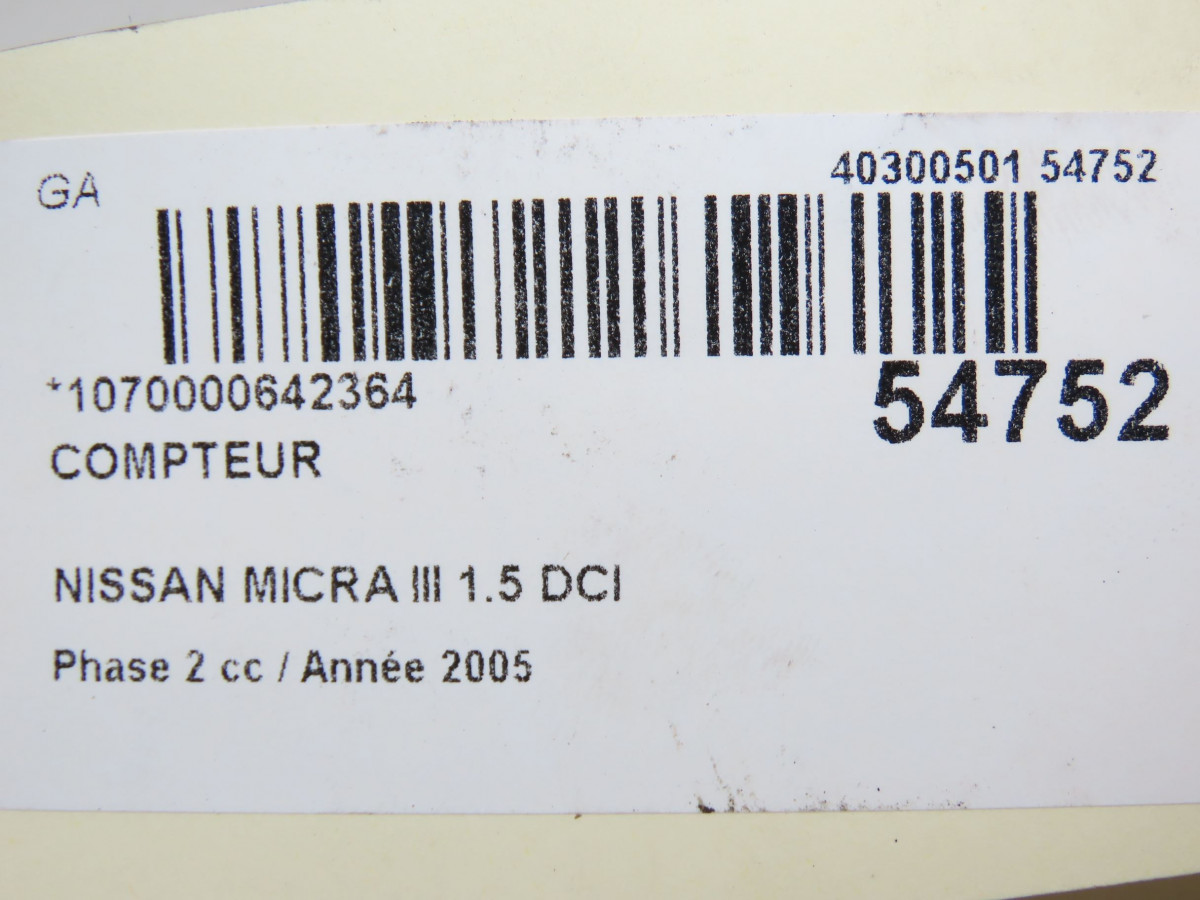 GA
40300501 54752
*1070000642364
54752
COMPTEUR
NISSAN MICRA III 1.5 DCI
Phase 2 cc / Année 2005